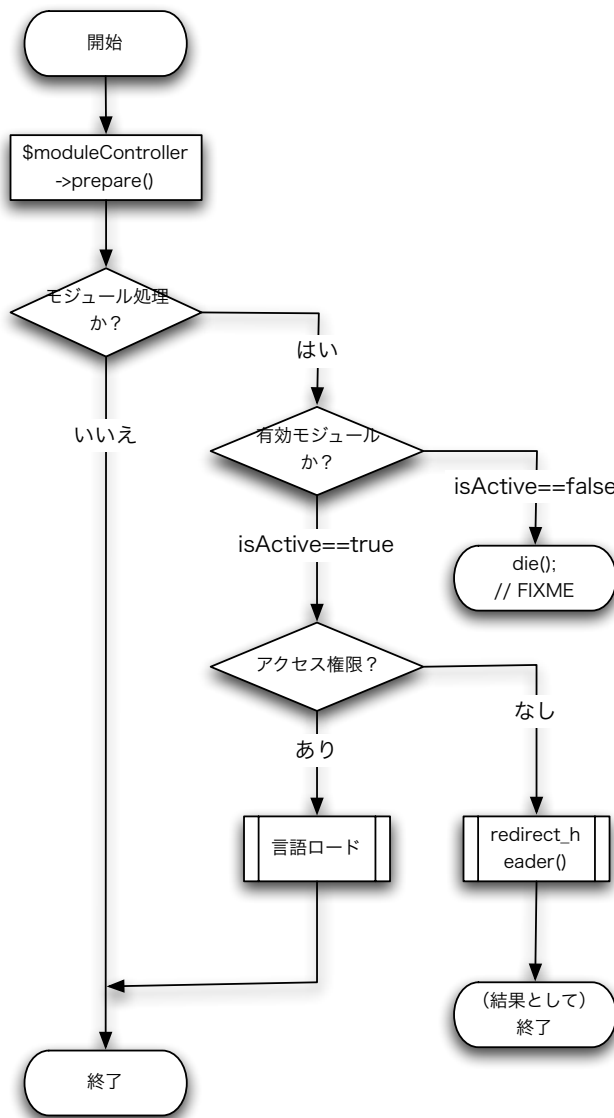 開始
$moduleController
->prepare()
モジュール処理
か？
はい
いいえ
有効モジュール
か？
isActive==false
isActive==true
die();
// FIXME
アクセス権限？
なし
あり
言語ロード
redirect_h
eader()
（結果として）
終了
終了